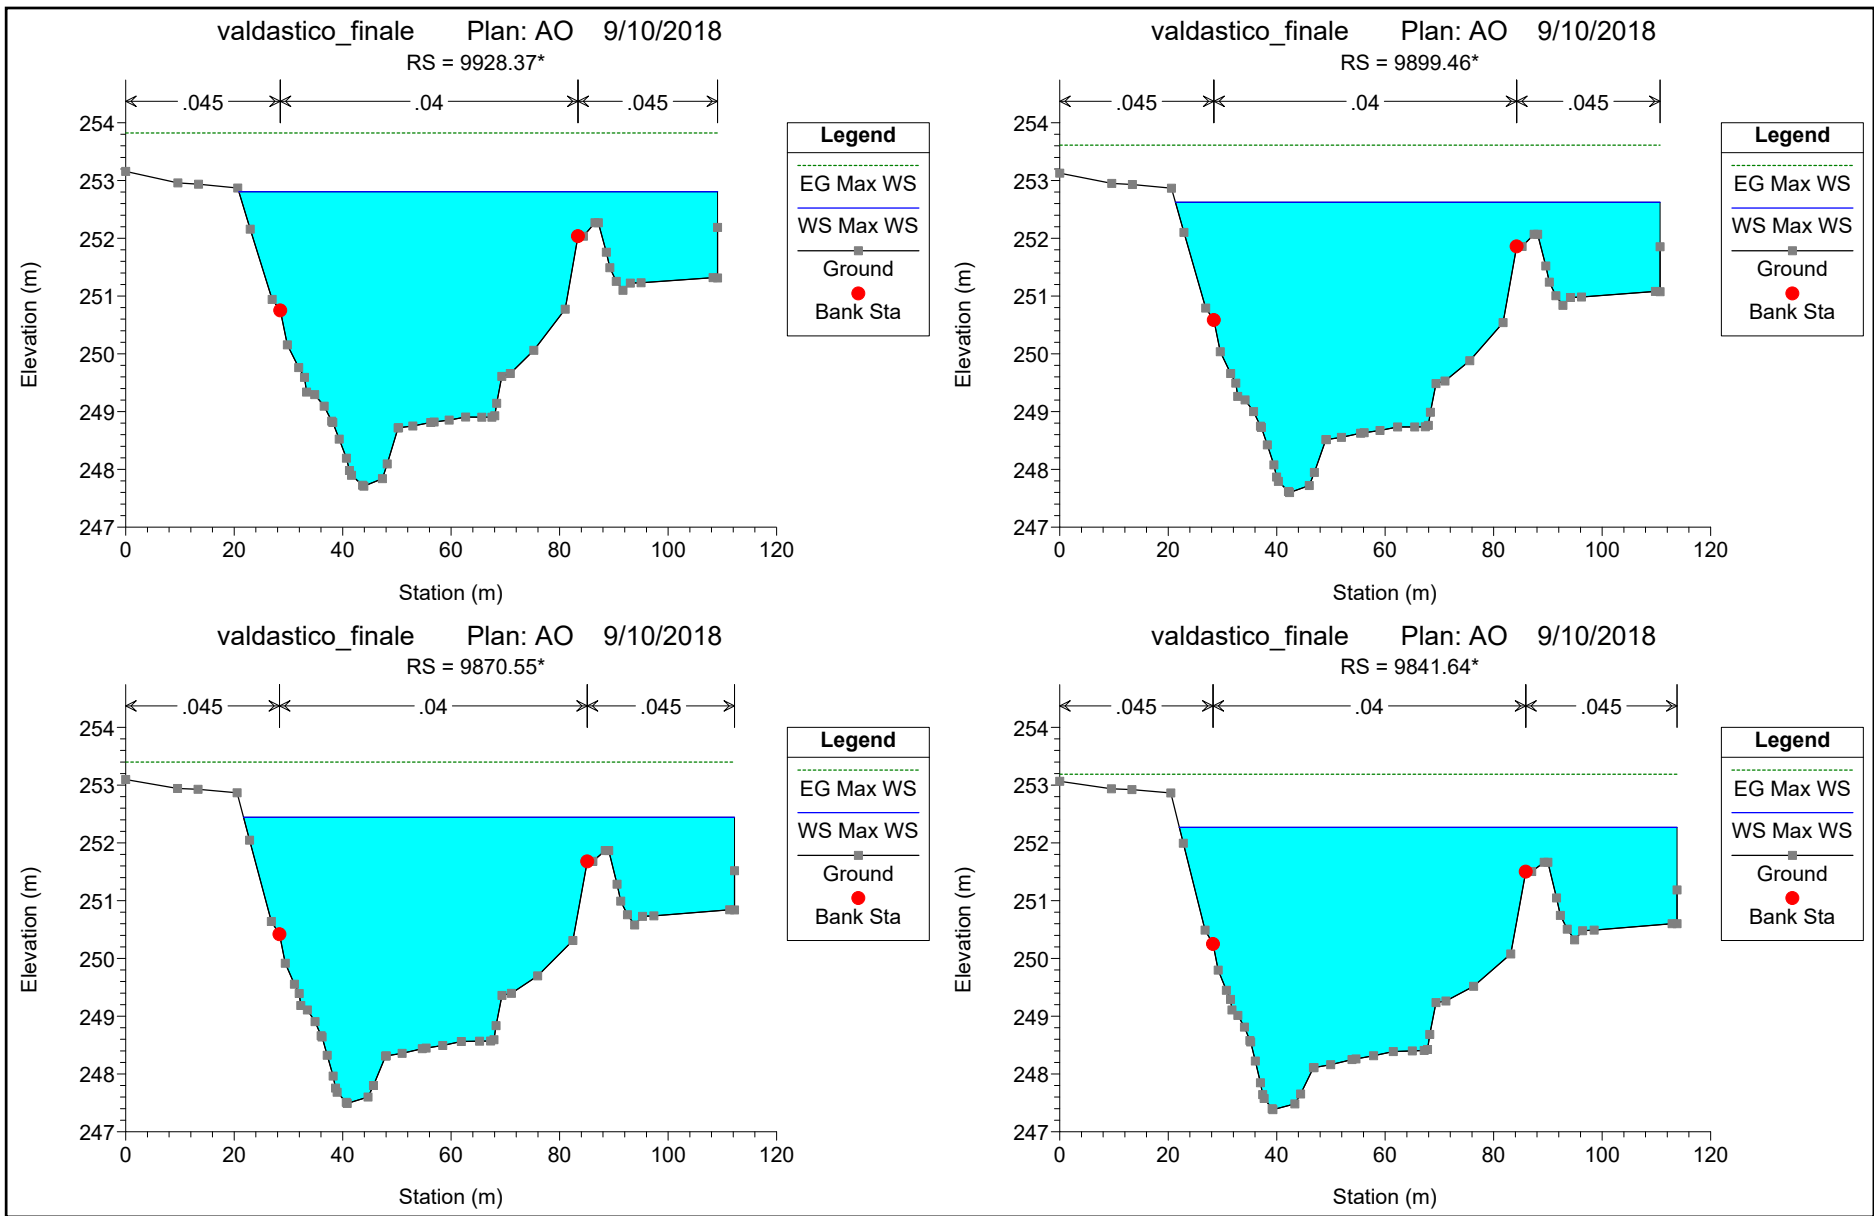 valdastico_finale Plan: AO 9/10/2018
RS = 9928.37*
.045 .04 .045
254
253
252
251
250
249
248
247
0 20 40 60 80 100 120
Elevation (m)
Station (m)
Legend
EG Max WS
WS Max WS
Ground
Bank Sta
valdastico_finale Plan: AO 9/10/2018
RS = 9899.46*
.045 .04 .045
254
253
252
251
250
249
248
247
0 20 40 60 80 100 120
Elevation (m)
Station (m)
Legend
EG Max WS
WS Max WS
Ground
Bank Sta
valdastico_finale Plan: AO 9/10/2018
RS = 9870.55*
.045 .04 .045
254
253
252
251
250
249
248
247
0 20 40 60 80 100 120
Elevation (m)
Station (m)
Legend
EG Max WS
WS Max WS
Ground
Bank Sta
valdastico_finale Plan: AO 9/10/2018
RS = 9841.64*
.045 .04 .045
254
253
252
251
250
249
248
247
0 20 40 60 80 100 120
Elevation (m)
Station (m)
Legend
EG Max WS
WS Max WS
Ground
Bank Sta